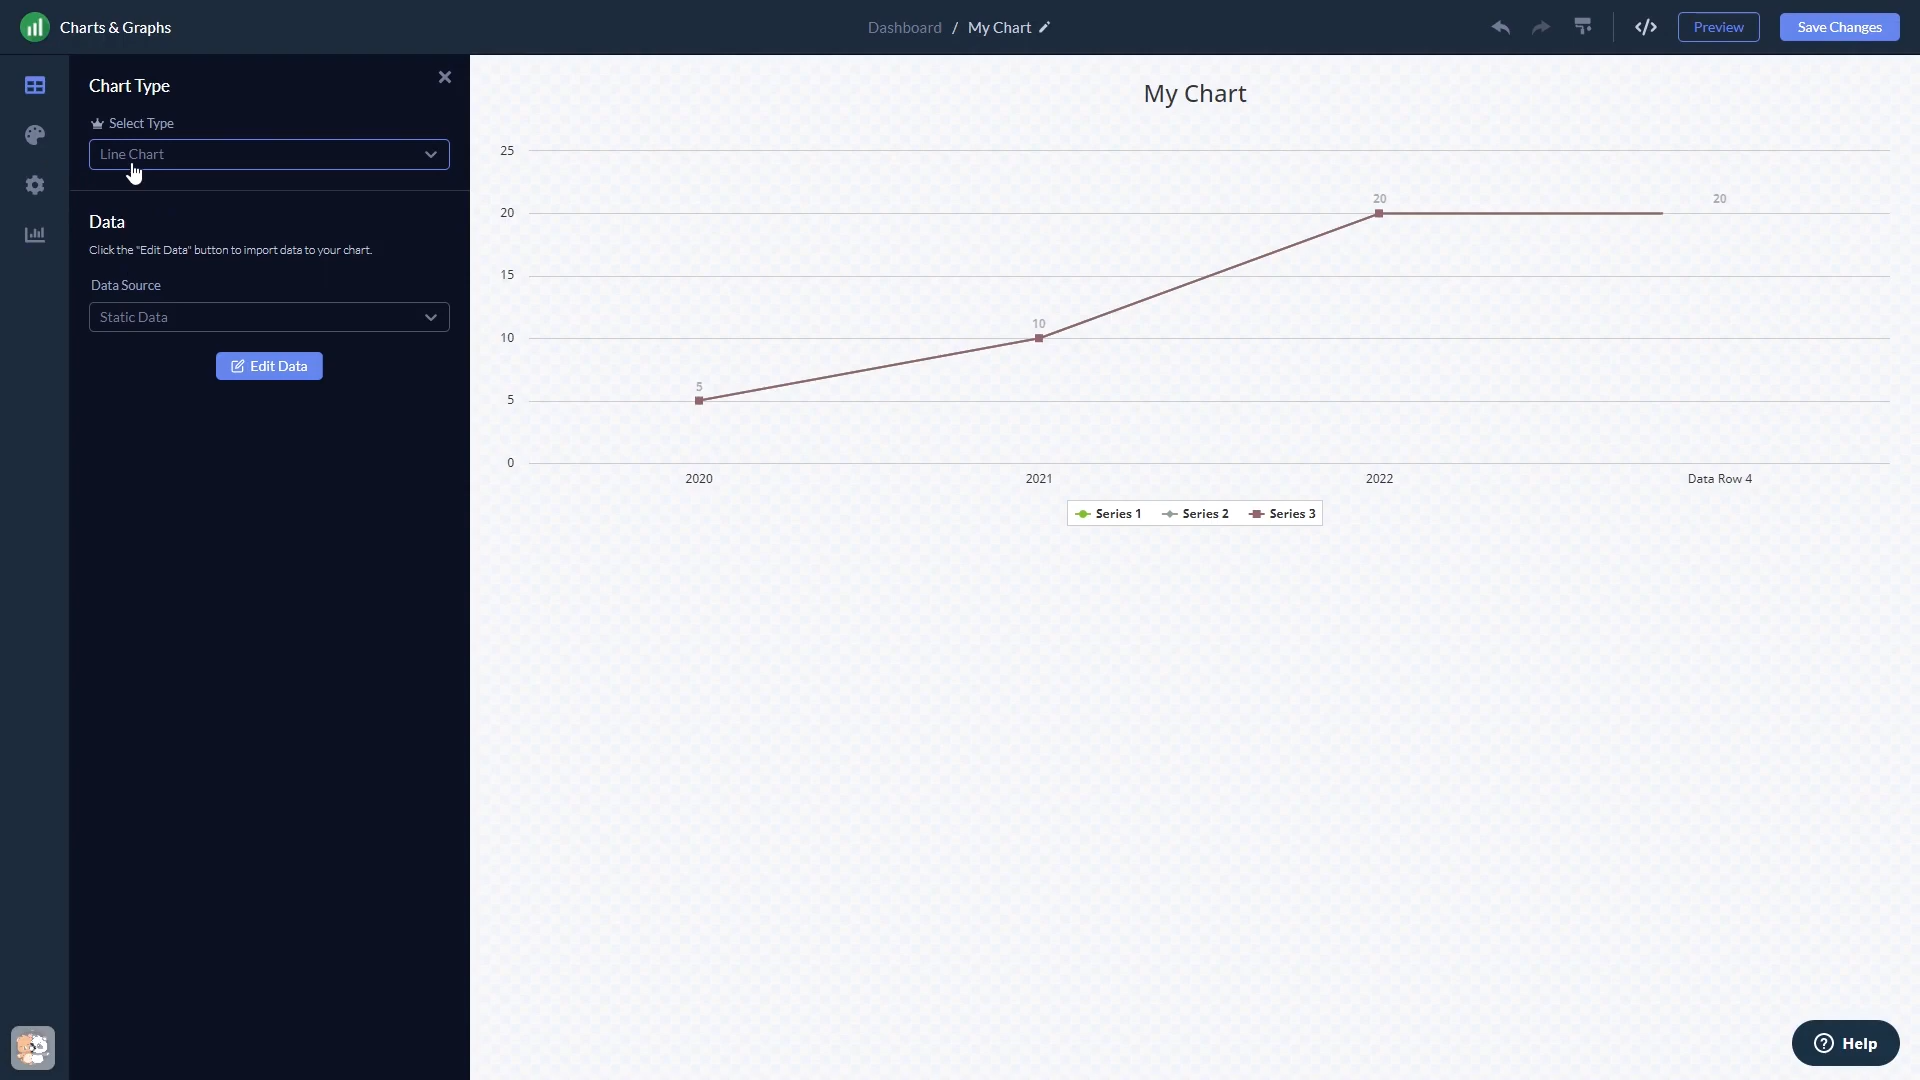 Charts & Graphs
Dashboard / My Chart
Preview
Save Changes
Chart Type
Select Type
Line Chart
Data
Click the "Edit Data" button to import data to your chart.
Data Source
Static Data
Edit Data
My Chart
25
20
15
10
5
0
5
10
20
20
2020
2021
2022
Data Row 4
Series 1
Series 2
Series 3
Help